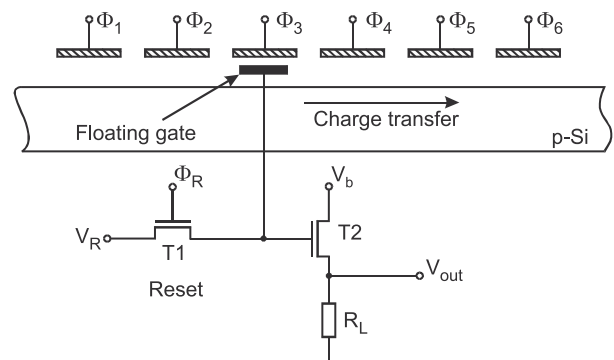 Φ1 Φ2 Φ3 Φ4 Φ5 Φ6
Floating gate
Charge transfer
p-Si
ΦR
Vb
VR
T1
T2
Reset
Vout
RL